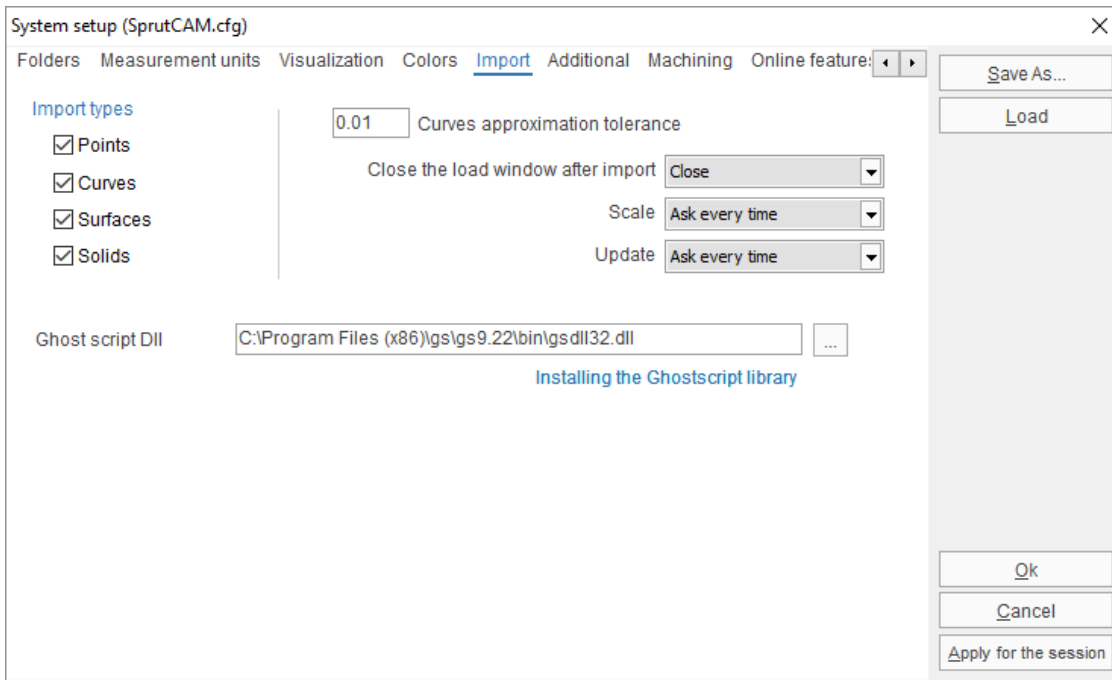 System setup (SprutCAM.cfg)
Folders Measurement units Visualization Colors Import Additional Machining Online feature
Save As...
Load
Import types
Points
Curves
Surfaces
Solids
0.01 Curves approximation tolerance
Close the load window after import Close
Scale Ask every time
Update Ask every time
Ghost script Dll C:\Program Files (x86)\gs\gs9.22\bin\gsdll32.dll ...
Installing the Ghostscript library
Ok
Cancel
Apply for the session